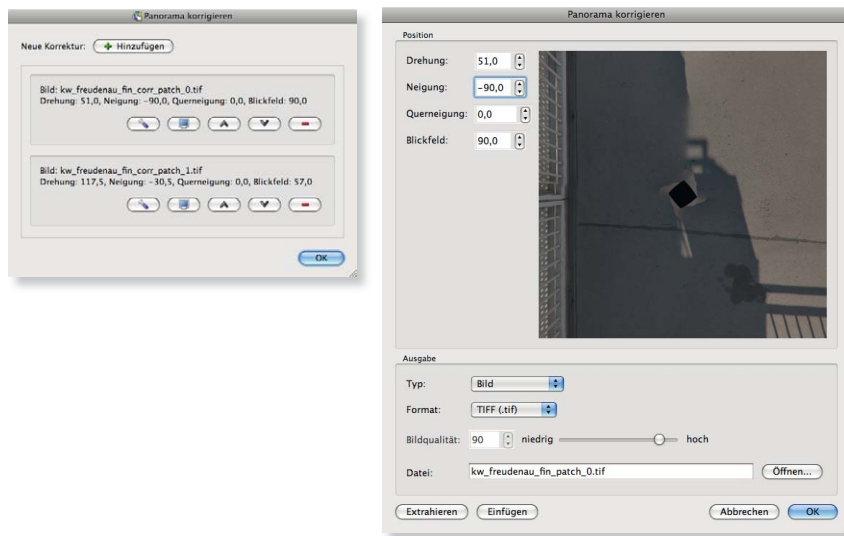 Panorama korrigieren
Neue Korrektur:
Hinzufügen
Bild: kw_freudenau_fin_corr_patch_0.tif
Drehung: 51,0, Neigung: -90,0, Querneigung: 0,0, Blickfeld: 90,0
Bild: kw_freudenau_fin_corr_patch_1.tif
Drehung: 117,5, Neigung: -30,5, Querneigung: 0,0, Blickfeld: 57,0
OK
Panorama korrigieren
Position
Drehung: 51,0
Neigung: -90,0
Querneigung: 0,0
Blickfeld: 90,0
Ausgabe
Typ: Bild
Format: TIFF (.tif)
Bildqualität: 90 niedrig hoch
Datei: kw_freudenau_fin_patch_0.tif Öffnen...
Extrahieren Einfügen Abbrechen OK